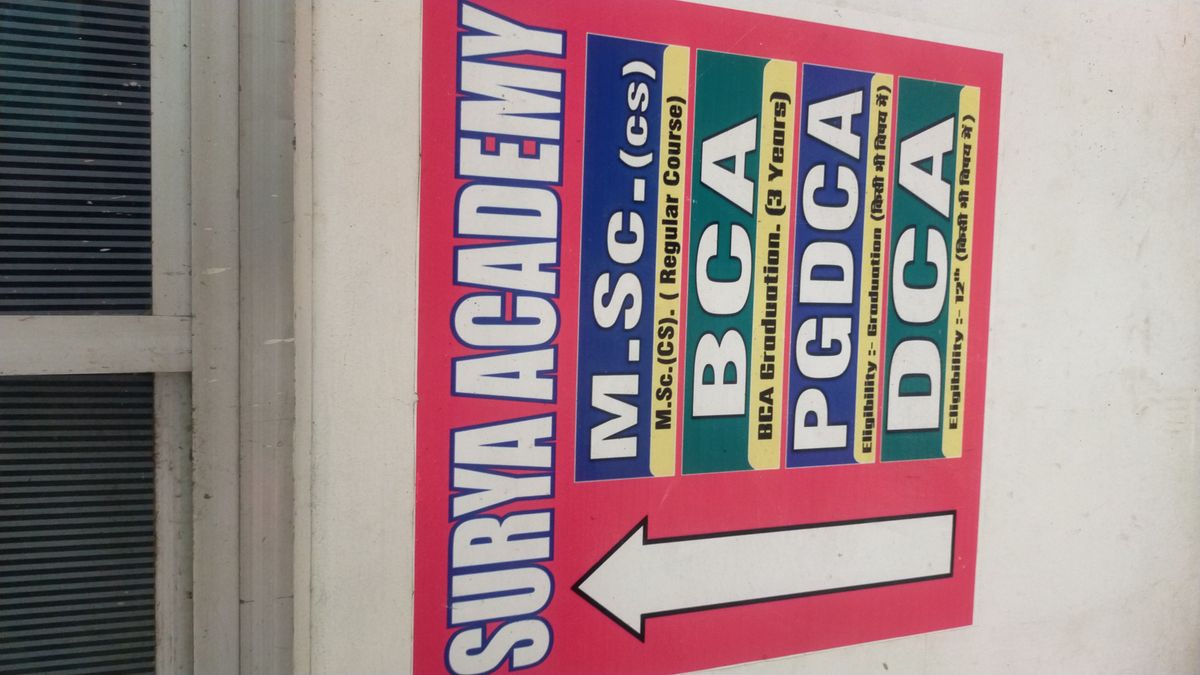 SURYA ACADEMY
M.Sc.(CS)
M.Sc.(CS). ( Regular Course)
BCA
BCA Graduation. (3 Years)
PGDCA
Eligibility :- Graduation (किसी भी विषय में)
DCA
Eligibility :- 12th (किसी भी विषय में)